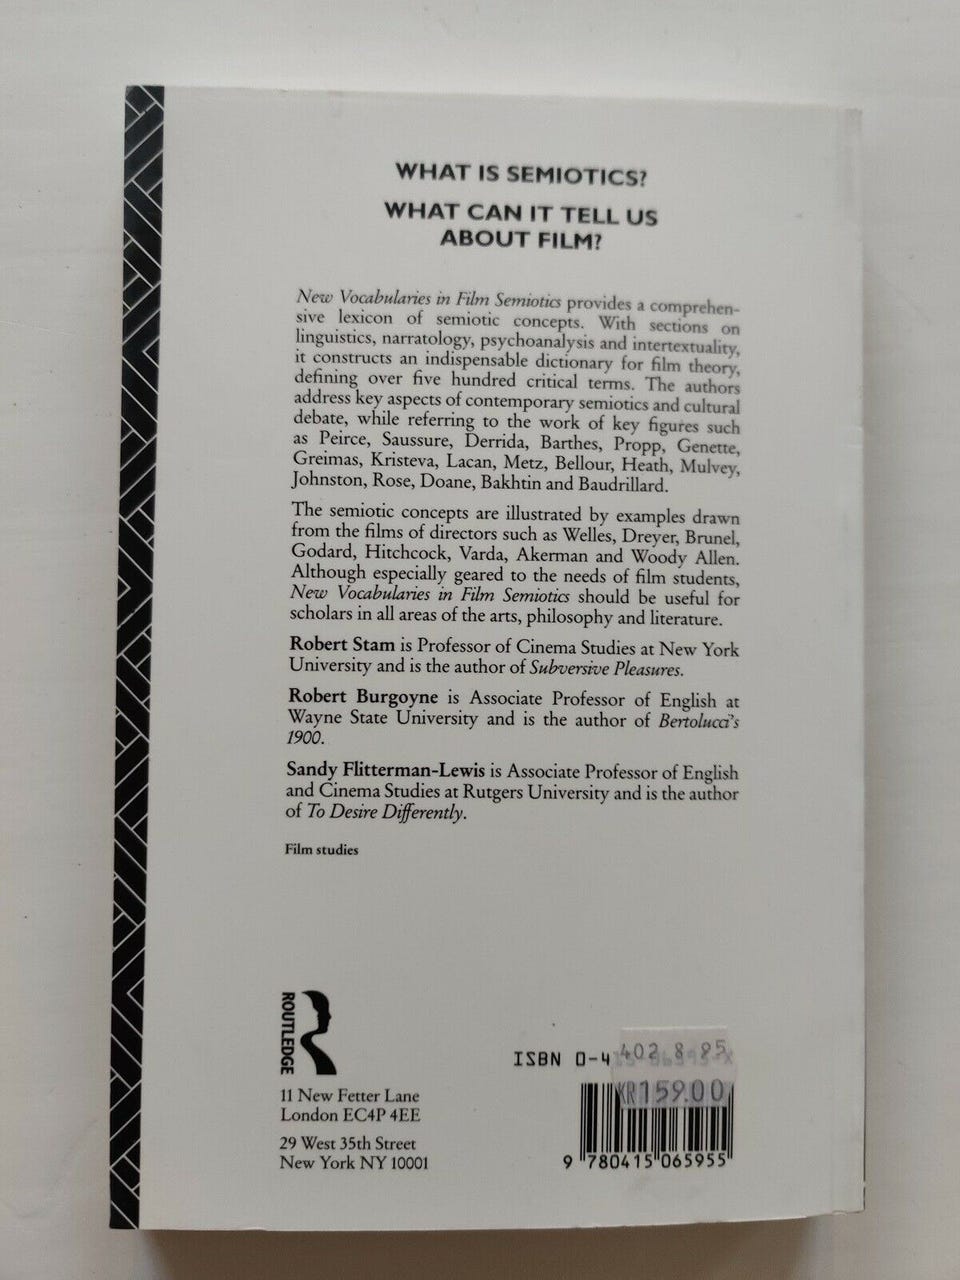 WHAT IS SEMIOTICS?
WHAT CAN IT TELL US
ABOUT FILM?
New Vocabularies in Film Semiotics provides a comprehen-
sive lexicon of semiotic concepts. With sections on
linguistics, narratology, psychoanalysis and intertextuality,
it constructs an indispensable dictionary for film theory,
defining over five hundred critical terms. The authors
address key aspects of contemporary semiotics and cultural
debate, while referring to the work of key figures such
as Peirce, Saussure, Derrida, Barthes, Propp, Genette,
Greimas, Kristeva, Lacan, Metz, Bellour, Heath, Mulvey,
Johnston, Rose, Doane, Bakhtin and Baudrillard.
The semiotic concepts are illustrated by examples drawn
from the films of directors such as Welles, Dreyer, Brunel,
Godard, Hitchcock, Varda, Akerman and Woody Allen.
Although especially geared to the needs of film students,
New Vocabularies in Film Semiotics should be useful for
scholars in all areas of the arts, philosophy and literature.
Robert Stam is Professor of Cinema Studies at New York
University and is the author of Subversive Pleasures.
Robert Burgoyne is Associate Professor of English at
Wayne State University and is the author of Bertolucci's
1900.
Sandy Flitterman-Lewis is Associate Professor of English
and Cinema Studies at Rutgers University and is the author
of To Desire Differently.
Film studies
ROUTLEDGE
11 New Fetter Lane
London EC4P 4EE
29 West 35th Street
New York NY 10001
ISBN 0-4
402 8 95
KR159.00
9 780415 065955